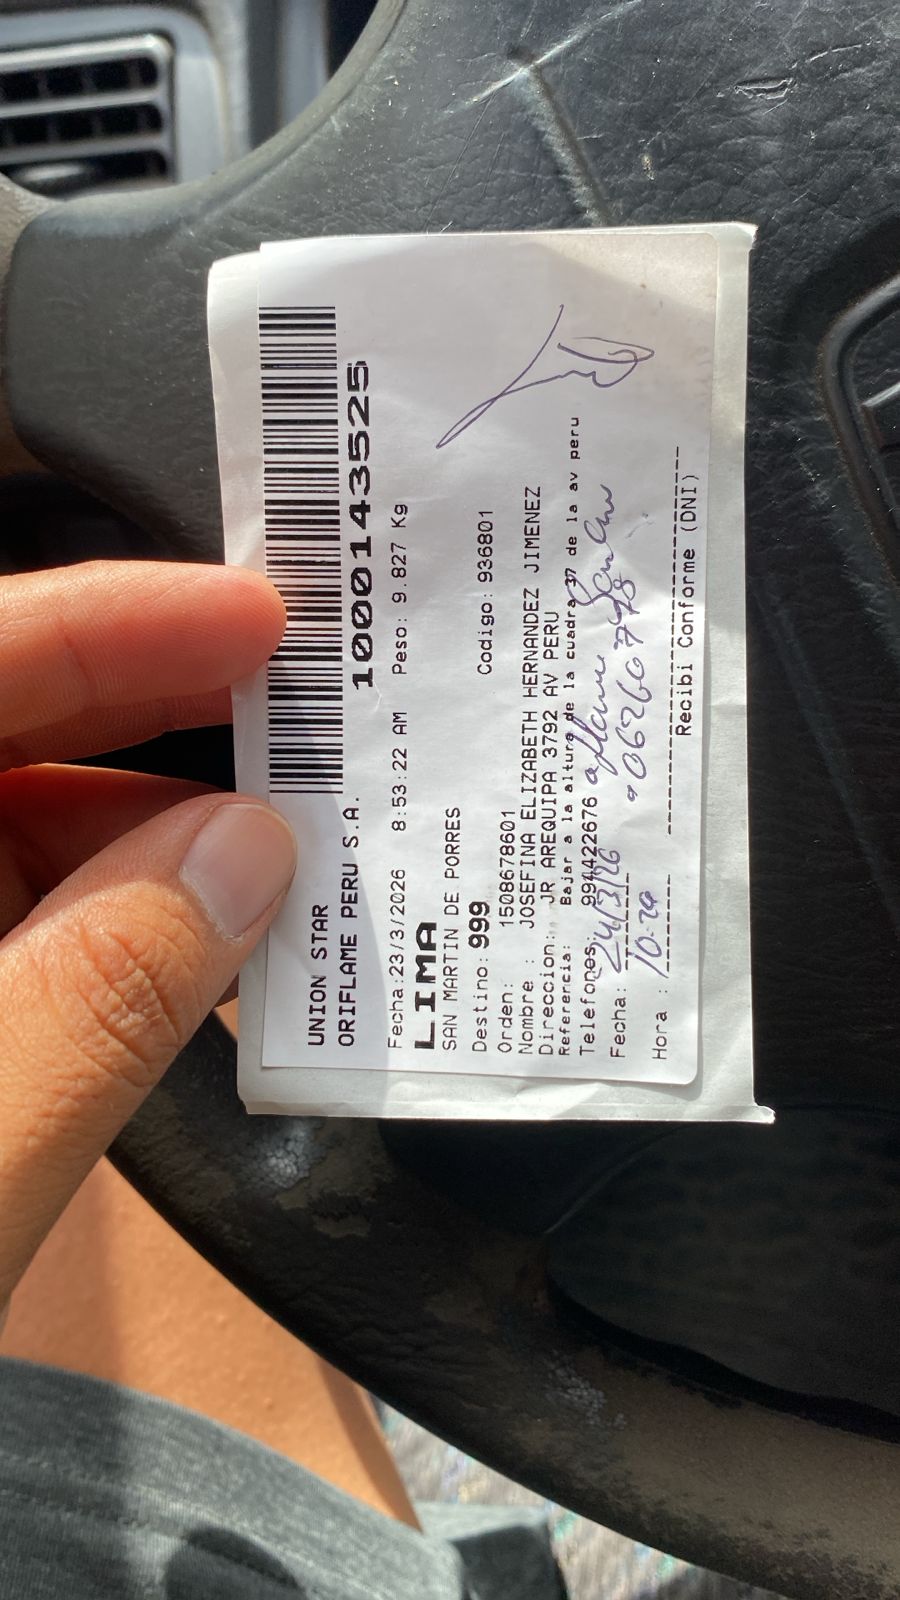 UNION STAR
ORIFLAME PERU S.A.
1000143525
Fecha:23/3/2026 8:53:22 AM Peso: 9.827 Kg
LIMA
SAN MARTIN DE PORRES
Destino: 999 Codigo: 936801
Orden: 1508678601
Nombre : JOSEFINA ELIZABETH HERNANDEZ JIMENEZ
Direccion: JR AREQUIPA 3792 AV PERU
Referencia: Bajar a la altura de la cuadra 37 de la av peru
Telefonos: 994422676
Fecha: 24/3/26
Hora :
Recibi Conforme (DNI)